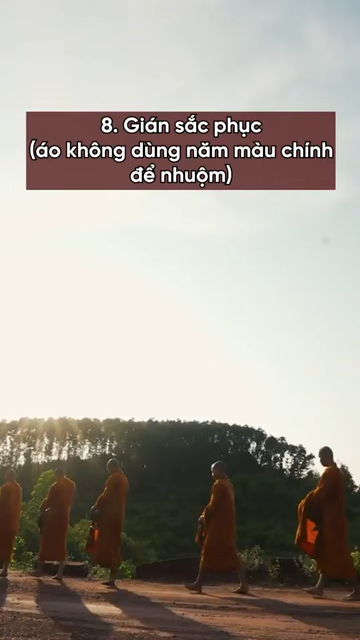 8. Gián sắc phục
(áo không dùng năm màu chính
để nhuộm)